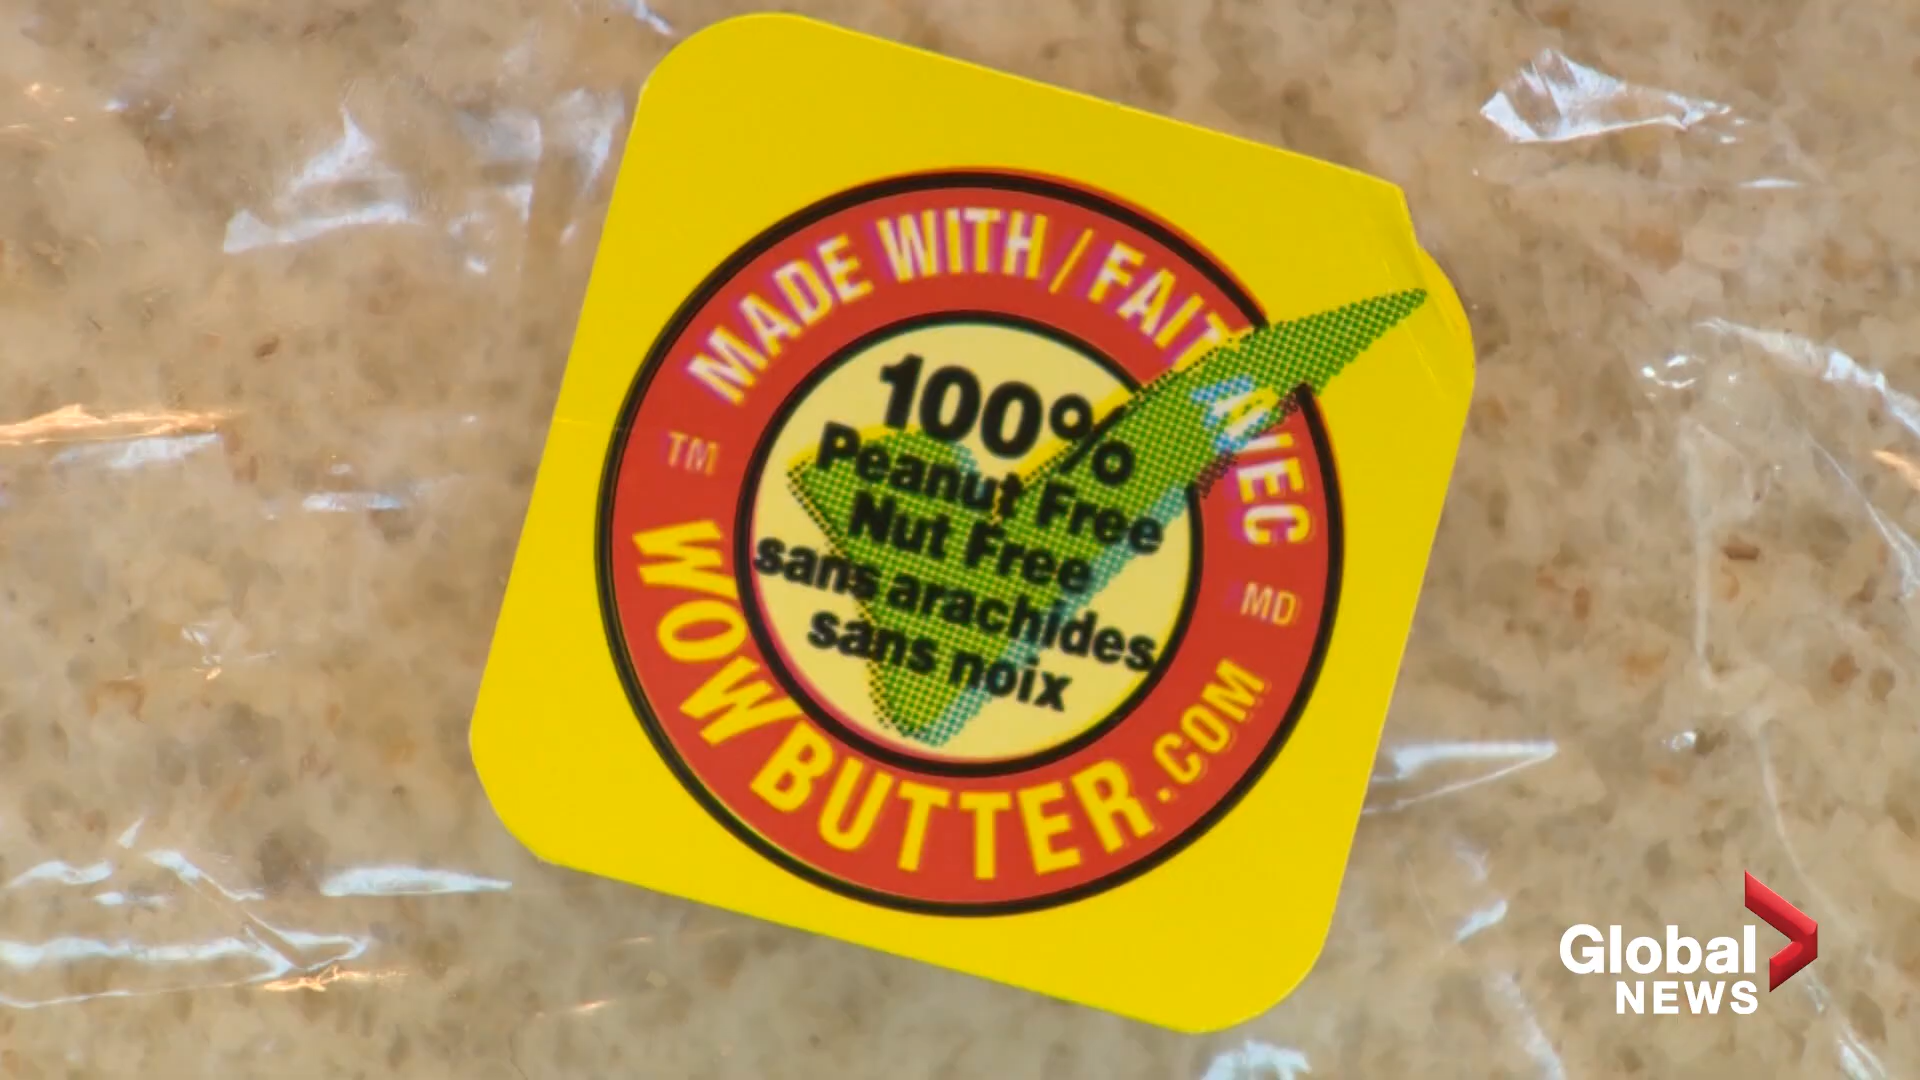 MADE WITH / FAIT AVEC
TM
MD
100%
Peanut Free
Nut Free
sans arachides
sans noix
WOWBUTTER.COM
Global
NEWS